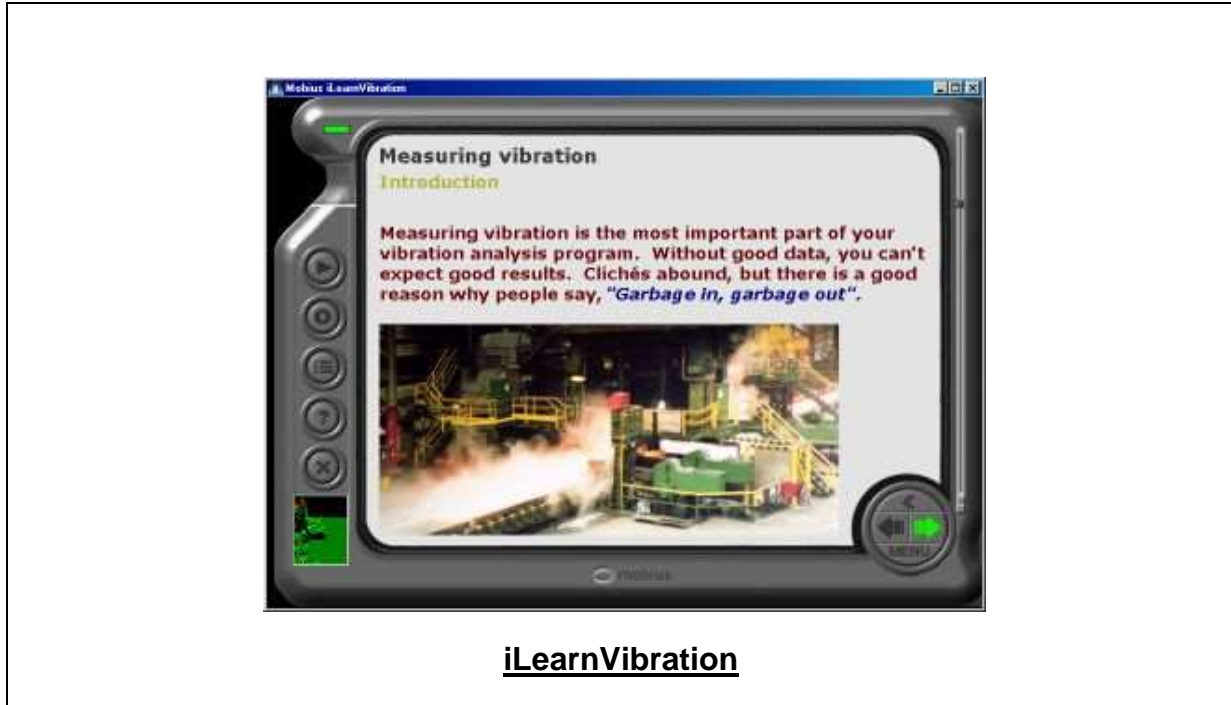 Mobius iLearnVibration
Measuring vibration
Introduction
Measuring vibration is the most important part of your
vibration analysis program.  Without good data, you can't
expect good results.  Clichés abound, but there is a good
reason why people say, "Garbage in, garbage out".
MENU
mobius
iLearnVibration